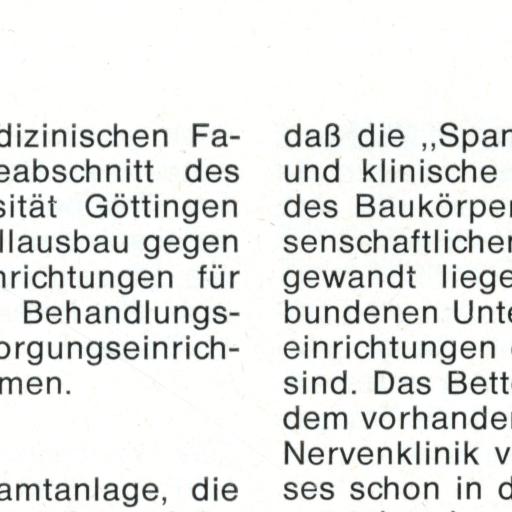 dizinischen Fa-
eabschnitt des
sität Göttingen
llausbau gegen
nrichtungen für
Behandlungs-
orgungseinrich-
men.
amtanlage, die
daß die „Span
und klinische
des Baukörper
senschaftlicher
gewandt liege
bundenen Unte
einrichtungen
sind. Das Bett
dem vorhander
Nervenklinik v
ses schon in d